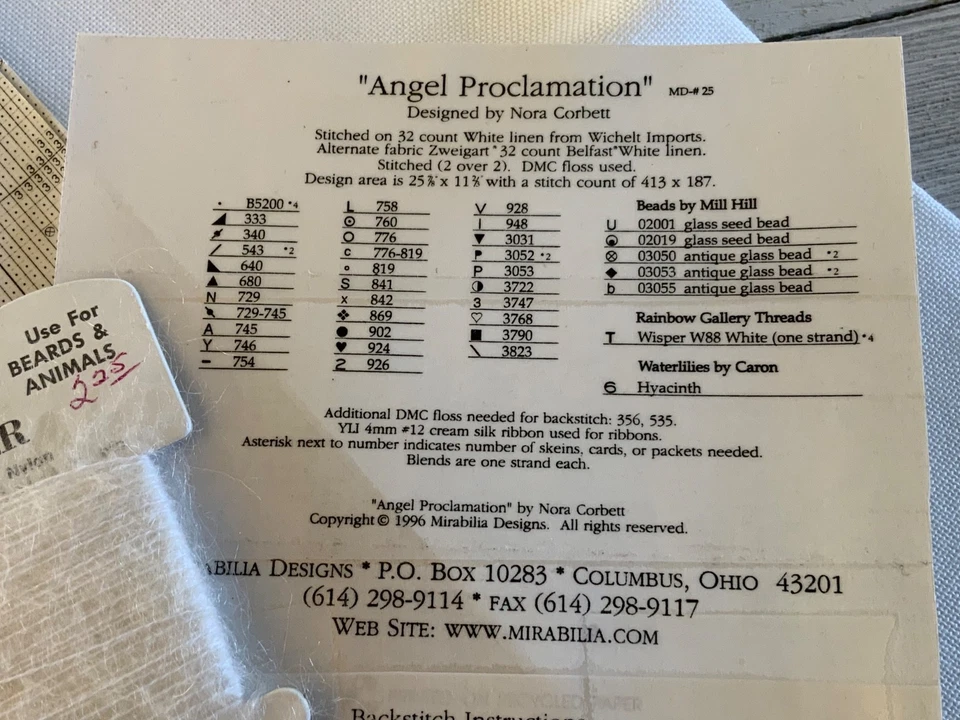 "Angel Proclamation" MD-# 25
Designed by Nora Corbett
Stitched on 32 count White linen from Wichelt Imports.
Alternate fabric Zweigart * 32 count Belfast White linen.
Stitched (2 over 2). DMC floss used.
Design area is 25⅞" x 11¾" with a stitch count of 413 x 187.
B5200 *4
333
340
543 *2
640
680
N 729
729-745
A 745
Y 746
754
L 758
760
776
C 776-819
819
S 841
x 842
869
902
924
2 926
V 928
948
3031
3052 *2
P 3053
3722
3 3747
3768
3790
3823
Beads by Mill Hill
U 02001 glass seed bead
02019 glass seed bead
03050 antique glass bead *2
03053 antique glass bead *2
b 03055 antique glass bead
Rainbow Gallery Threads
T Wisper W88 White (one strand) *4
Waterlilies by Caron
6 Hyacinth
Additional DMC floss needed for backstitch: 356, 535.
YLI 4mm #12 cream silk ribbon used for ribbons.
Asterisk next to number indicates number of skeins, cards, or packets needed.
Blends are one strand each.
"Angel Proclamation" by Nora Corbett
Copyright © 1996 Mirabilia Designs. All rights reserved.
ABILIA DESIGNS * P.O. BOX 10283 * COLUMBUS, OHIO 43201
(614) 298-9114 * FAX (614) 298-9117
WEB SITE: WWW.MIRABILIA.COM
Backstitch Instructions
Use For
BEARDS &
ANIMALS
2.25
R
Nylon